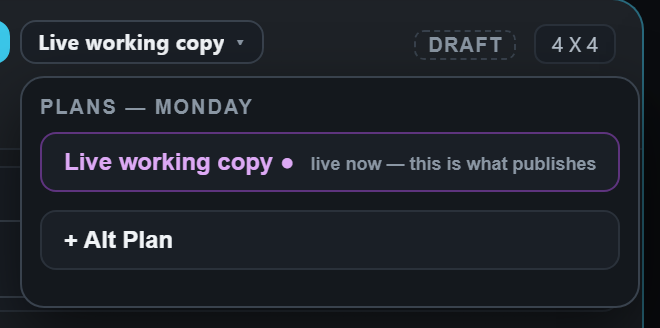 Live working copy ▾
DRAFT
4 X 4
PLANS — MONDAY
Live working copy ● live now — this is what publishes
+ Alt Plan